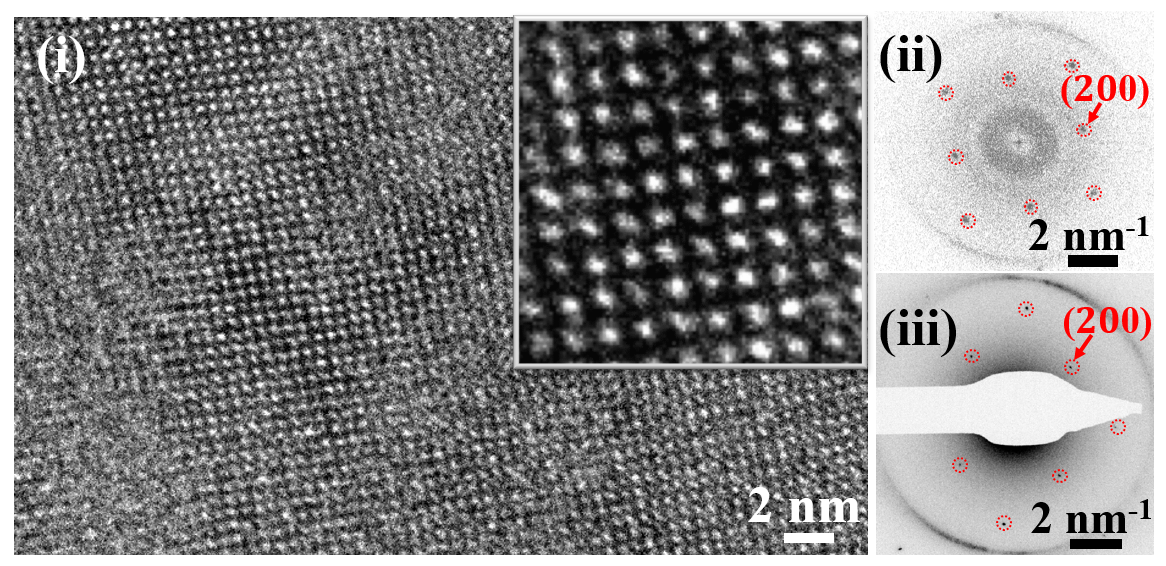 (i)
2 nm
(ii)
(200)
2 nm-1
(iii)
(200)
2 nm-1